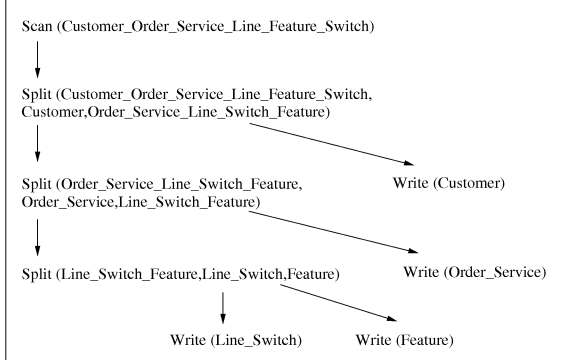 Scan (Customer_Order_Service_Line_Feature_Switch)
Split (Customer_Order_Service_Line_Feature_Switch,
Customer,Order_Service_Line_Switch_Feature)
Write (Customer)
Split (Order_Service_Line_Switch_Feature,
Order_Service,Line_Switch_Feature)
Write (Order_Service)
Split (Line_Switch_Feature,Line_Switch,Feature)
Write (Line_Switch)
Write (Feature)